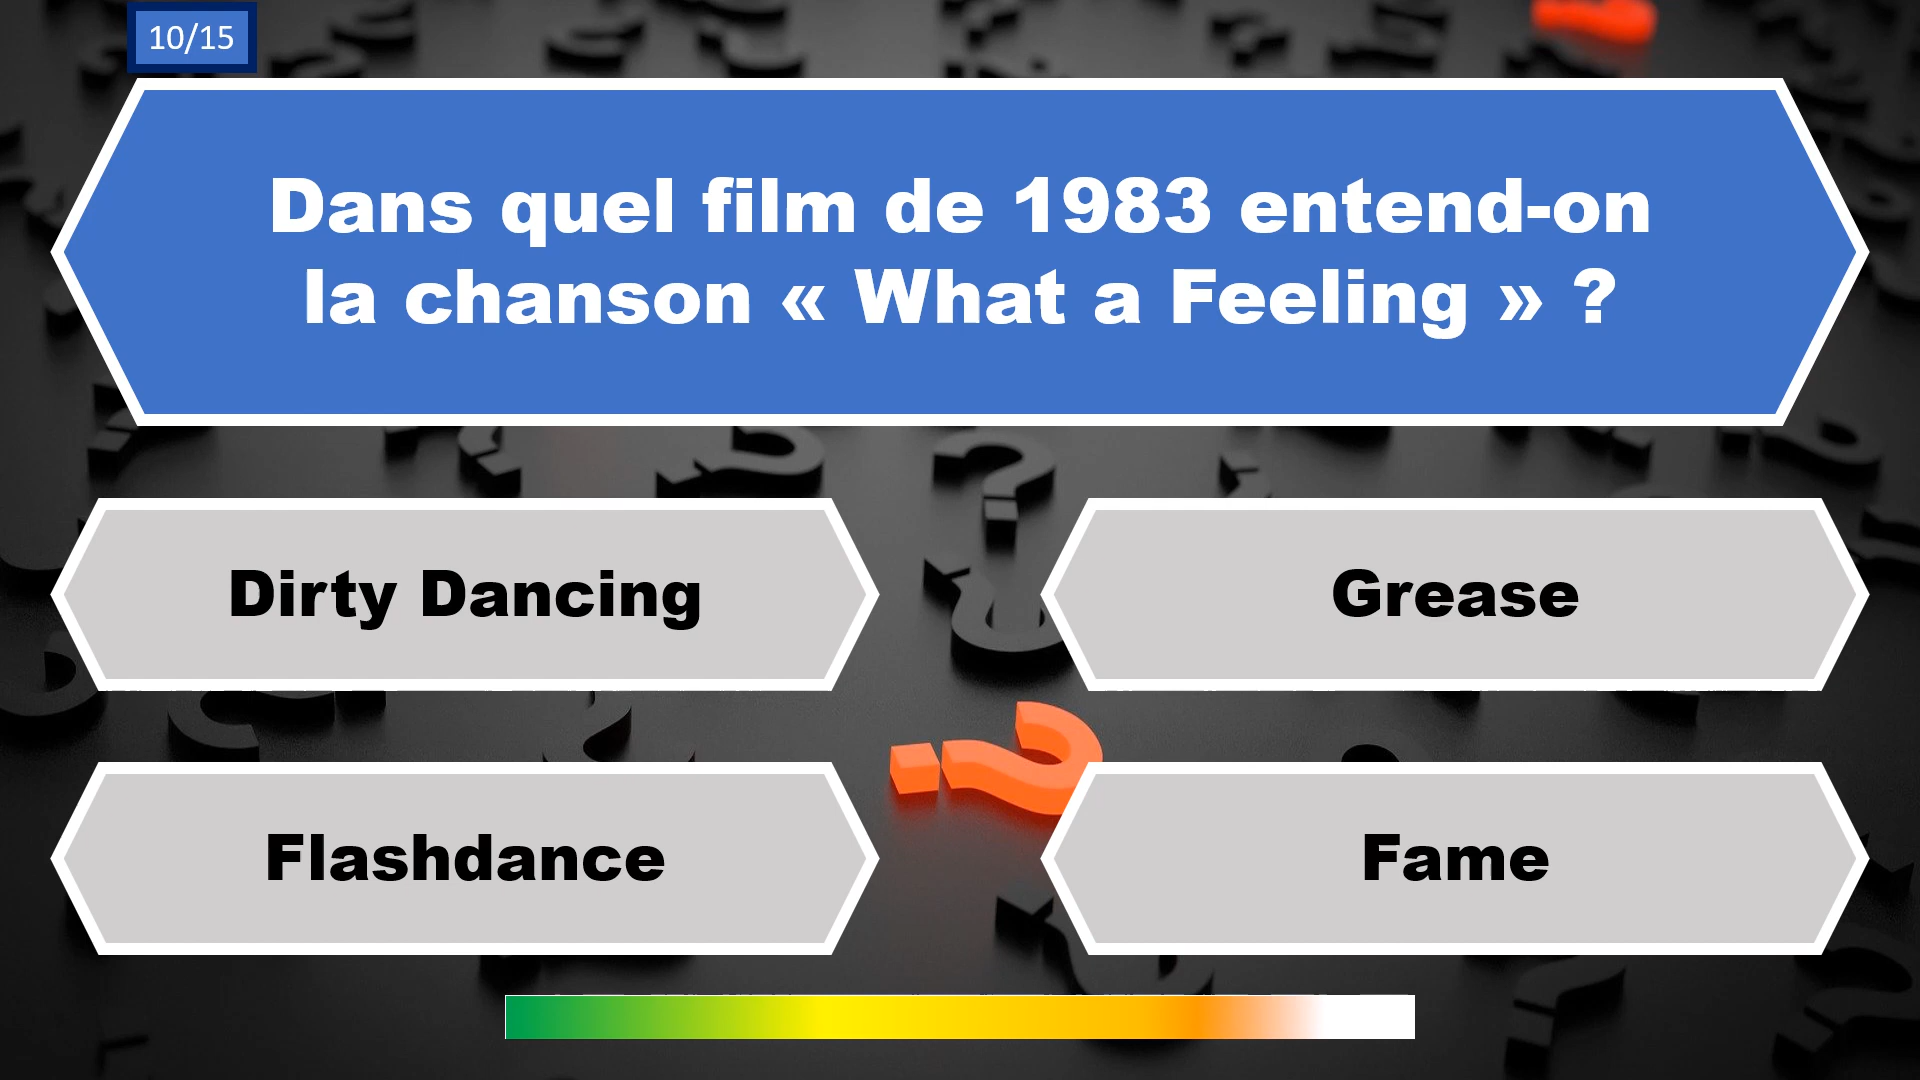 10/15
Dans quel film de 1983 entend-on
la chanson « What a Feeling » ?
Dirty Dancing
Grease
Flashdance
Fame